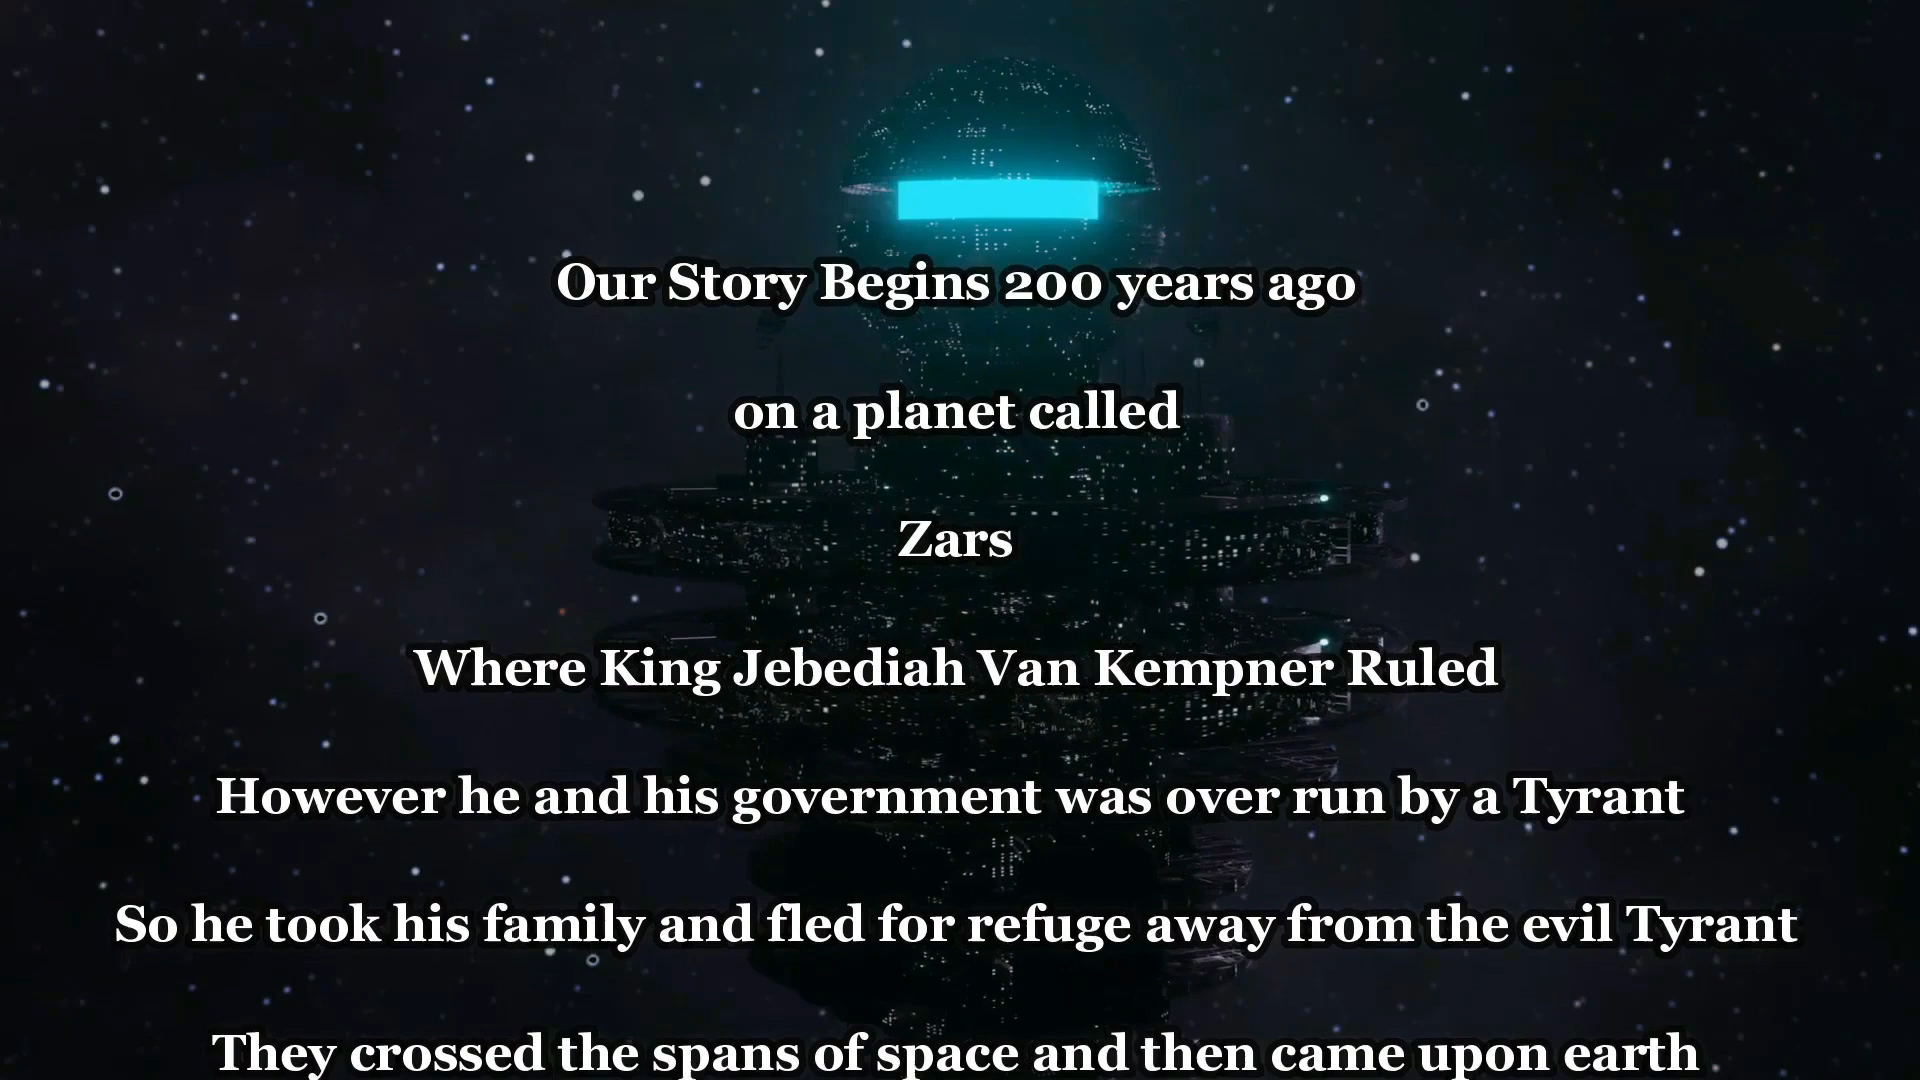 Our Story Begins 200 years ago
on a planet called
Zars
Where King Jebediah Van Kempner Ruled
However he and his government was over run by a Tyrant
So he took his family and fled for refuge away from the evil Tyrant
They crossed the spans of space and then came upon earth